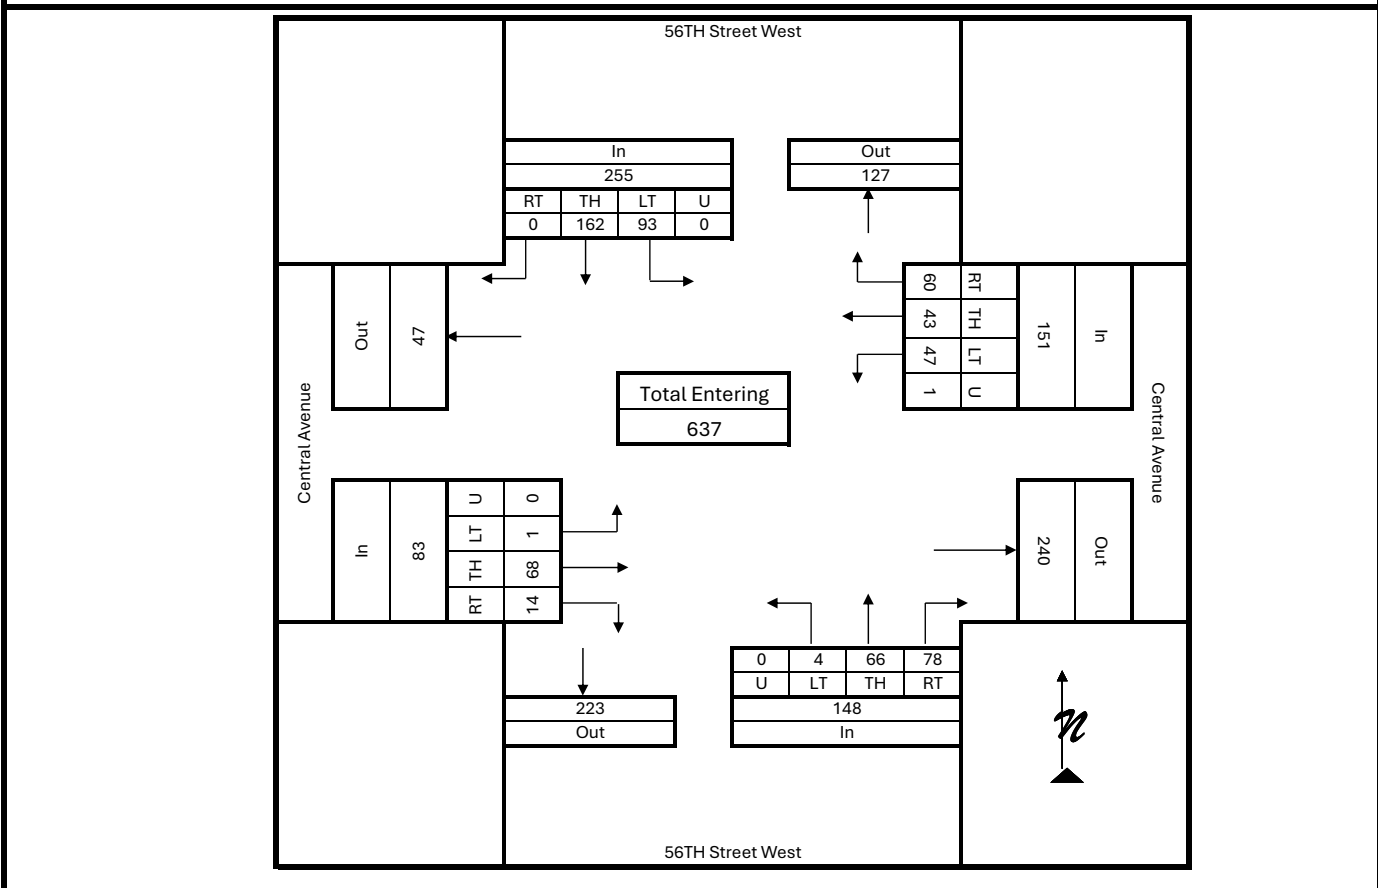 56TH Street West
In
255
RT TH LT U
0 162 93 0
Out
127
Out
47
60 RT
43 TH
47 LT
1 U
151
In
Central Avenue
Central Avenue
Total Entering
637
In
83
U 0
LT 1
TH 68
RT 14
240
Out
0 4 66 78
U LT TH RT
148
In
223
Out
N
56TH Street West